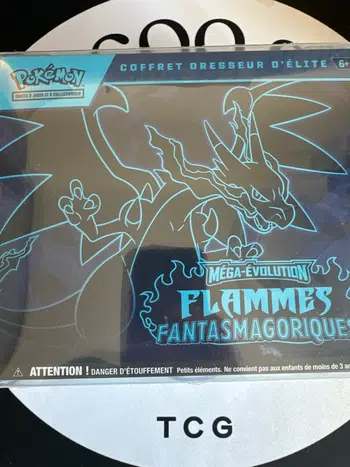 POKÉMON
COFFRET DRESSEUR D'ÉLITE
6+
MÉGA-ÉVOLUTION
FLAMMES
FANTASMAGORIQUES
ATTENTION ! DANGER D'ÉTOUFFEMENT Petits éléments. Ne convient pas aux enfants de moins de 3 an
TCG